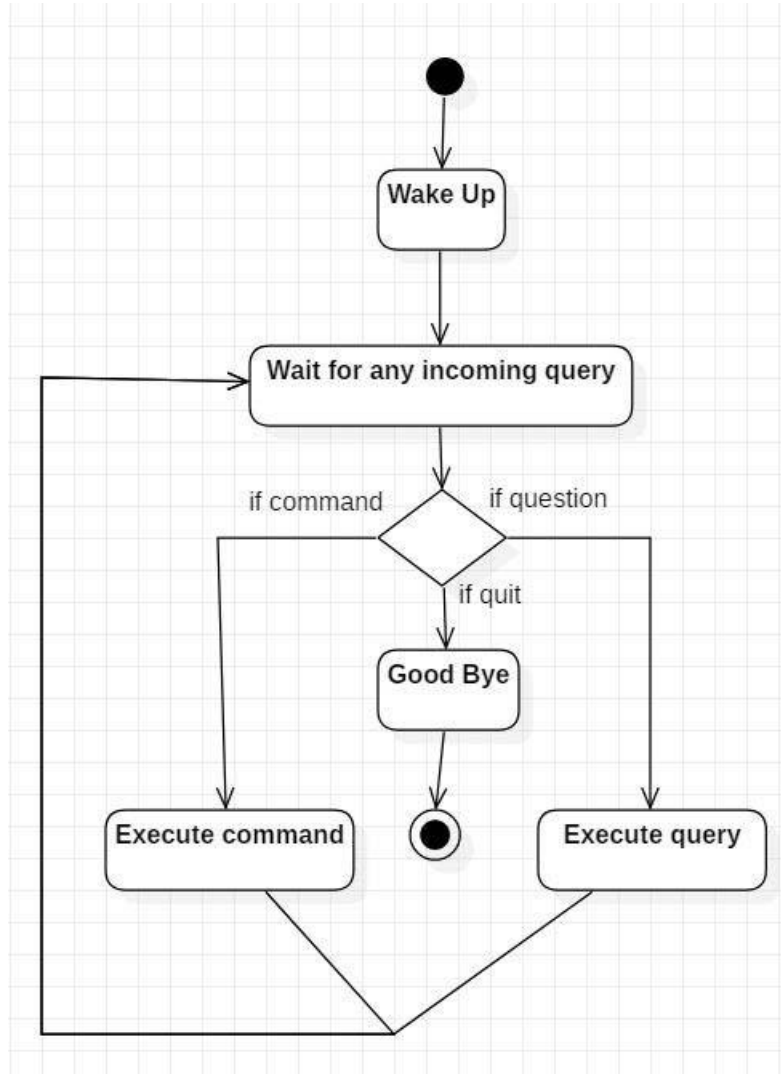 Wake Up
Wait for any incoming query
if command
if question
if quit
Good Bye
Execute command
Execute query